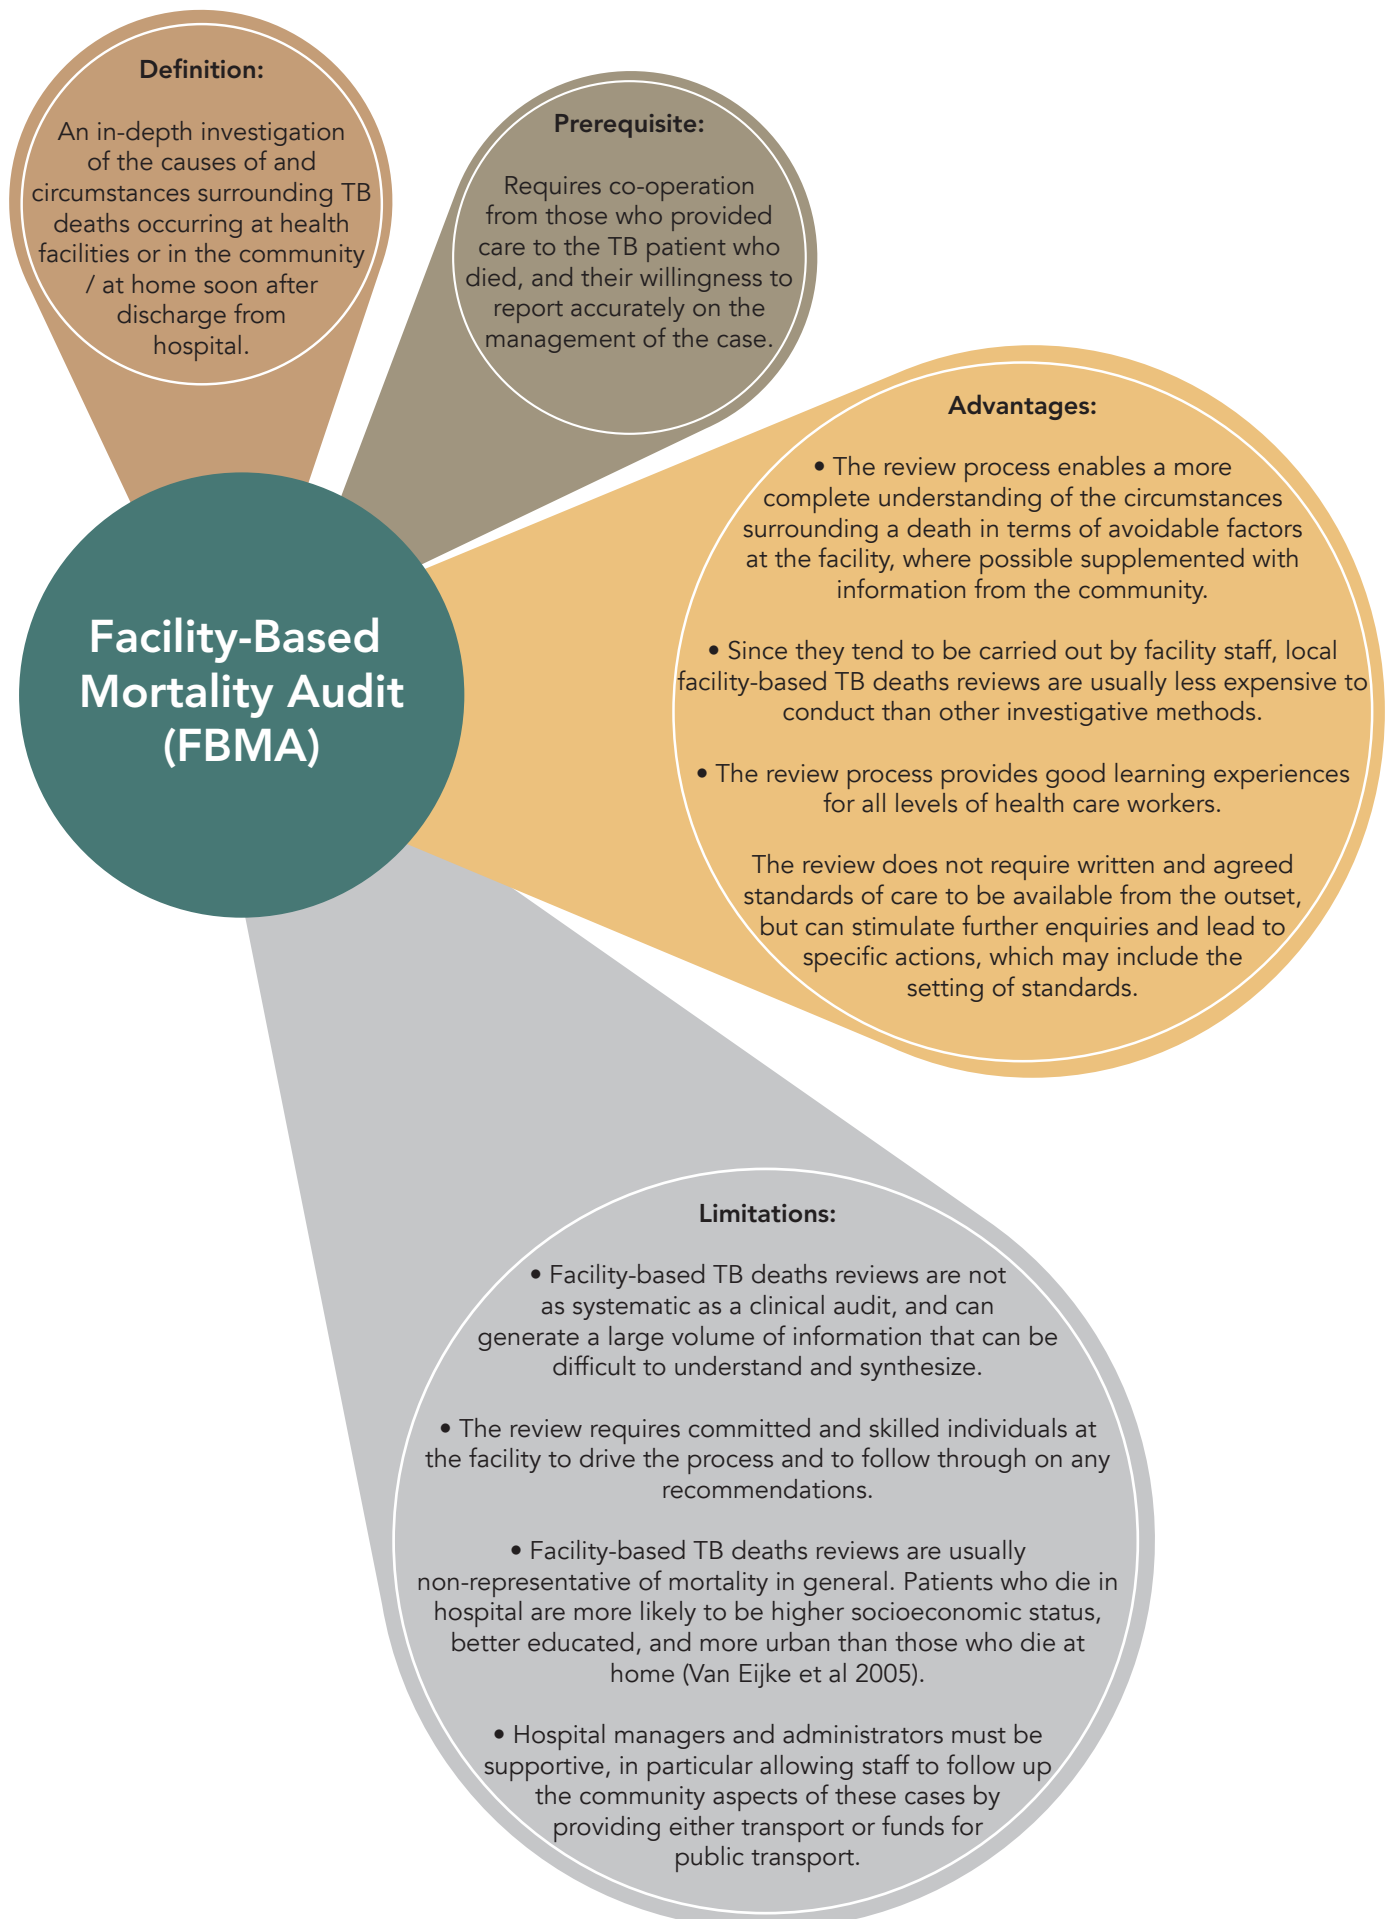 Definition:
An in-depth investigation
of the causes of and
circumstances surrounding TB
deaths occurring at health
facilities or in the community
/ at home soon after
discharge from
hospital.
Prerequisite:
Requires co-operation
from those who provided
care to the TB patient who
died, and their willingness to
report accurately on the
management of the case.
Advantages:
• The review process enables a more
complete understanding of the circumstances
surrounding a death in terms of avoidable factors
at the facility, where possible supplemented with
information from the community.
• Since they tend to be carried out by facility staff, local
facility-based TB deaths reviews are usually less expensive to
conduct than other investigative methods.
• The review process provides good learning experiences
for all levels of health care workers.
The review does not require written and agreed
standards of care to be available from the outset,
but can stimulate further enquiries and lead to
specific actions, which may include the
setting of standards.
Facility-Based
Mortality Audit
(FBMA)
Limitations:
• Facility-based TB deaths reviews are not
as systematic as a clinical audit, and can
generate a large volume of information that can be
difficult to understand and synthesize.
• The review requires committed and skilled individuals at
the facility to drive the process and to follow through on any
recommendations.
• Facility-based TB deaths reviews are usually
non-representative of mortality in general. Patients who die in
hospital are more likely to be higher socioeconomic status,
better educated, and more urban than those who die at
home (Van Eijke et al 2005).
• Hospital managers and administrators must be
supportive, in particular allowing staff to follow up
the community aspects of these cases by
providing either transport or funds for
public transport.